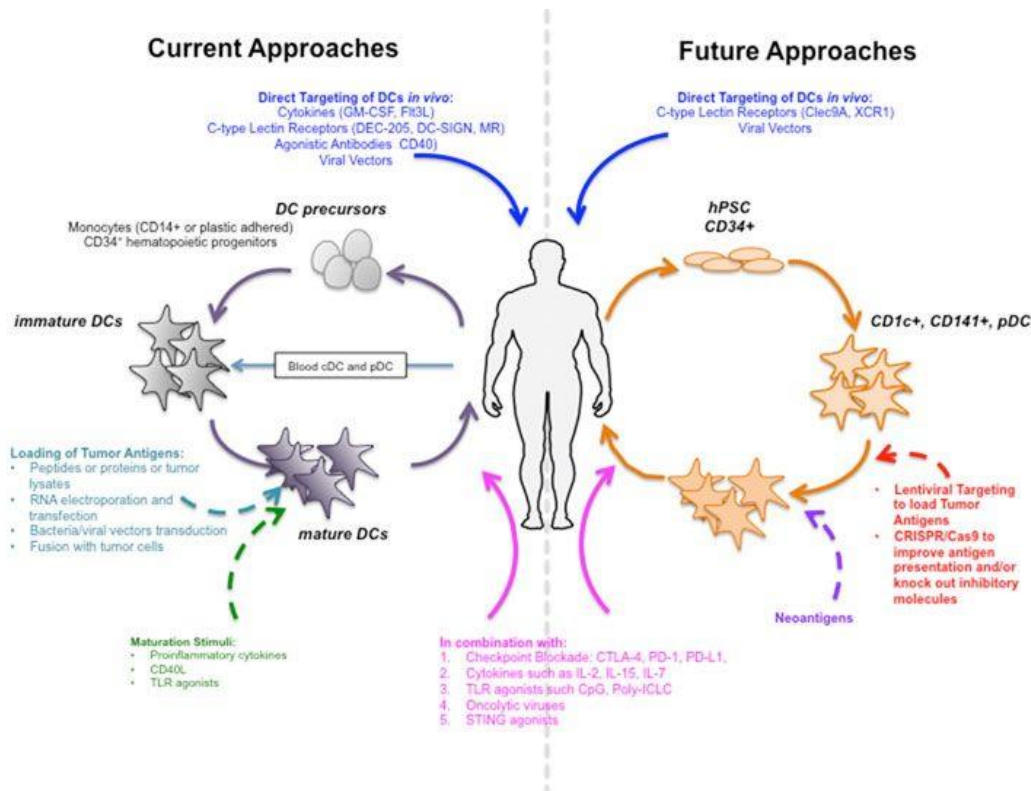 Current Approaches
Future Approaches
Direct Targeting of DCs in vivo:
Cytokines (GM-CSF, Flt3L)
C-type Lectin Receptors (DEC-205, DC-SIGN, MR)
Agonistic Antibodies CD40)
Viral Vectors
Direct Targeting of DCs in vivo:
C-type Lectin Receptors (Clec9A, XCR1)
Viral Vectors
DC precursors
Monocytes (CD14+ or plastic adhered)
CD34⁺ hematopoietic progenitors
hPSC
CD34+
immature DCs
CD1c+, CD141+, pDC
Blood cDC and pDC
Loading of Tumor Antigens:
• Peptides or proteins or tumor
lysates
• RNA electroporation and
transfection
• Bacteria/viral vectors transduction
• Fusion with tumor cells
mature DCs
• Lentiviral Targeting
to load Tumor
Antigens
• CRISPR/Cas9 to
improve antigen
presentation and/or
knock out inhibitory
molecules
Neoantigens
Maturation Stimuli:
• Proinflammatory cytokines
• CD40L
• TLR agonists
In combination with:
1. Checkpoint Blockade: CTLA-4, PD-1, PD-L1,
2. Cytokines such as IL-2, IL-15, IL-7
3. TLR agonists such CpG, Poly-ICLC
4. Oncolytic viruses
5. STING agonists